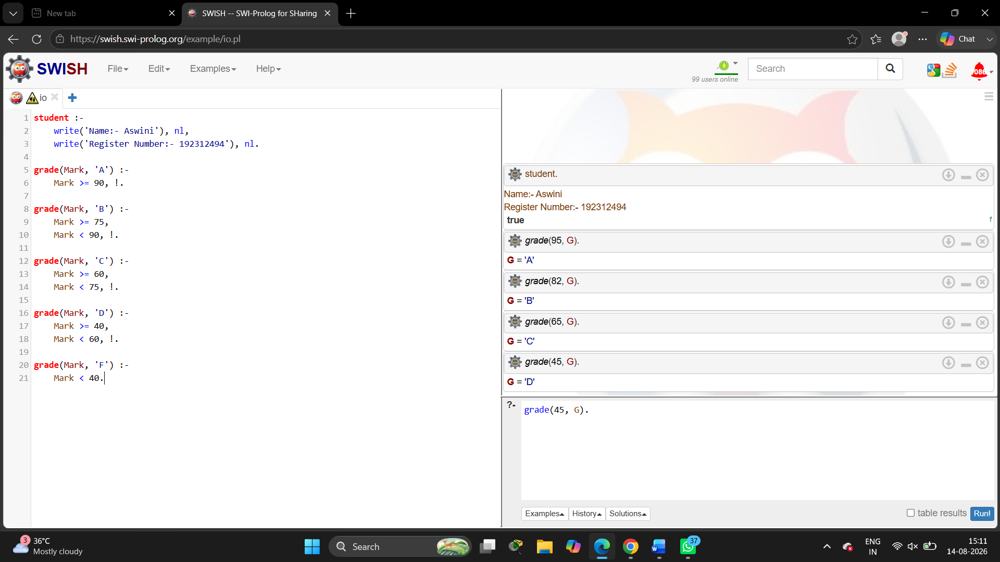 New tab
SWISH -- SWI-Prolog for SHaring
https://swish.swi-prolog.org/example/io.pl
Chat
SWISH
File
Edit
Examples
Help
99 users online
Search
086
io
1 student :-
2 write('Name:- Aswini'), nl,
3 write('Register Number:- 192312494'), nl.
4
5 grade(Mark, 'A') :-
6 Mark >= 90, !.
7
8 grade(Mark, 'B') :-
9 Mark >= 75,
10 Mark < 90, !.
11
12 grade(Mark, 'C') :-
13 Mark >= 60,
14 Mark < 75, !.
15
16 grade(Mark, 'D') :-
17 Mark >= 40,
18 Mark < 60, !.
19
20 grade(Mark, 'F') :-
21 Mark < 40.
student.
Name:- Aswini
Register Number:- 192312494
true 1
grade(95, G).
G = 'A'
grade(82, G).
G = 'B'
grade(65, G).
G = 'C'
grade(45, G).
G = 'D'
?- grade(45, G).
Examples History Solutions
table results Run!
3
36°C
Mostly cloudy
Search
37
ENG
IN
15:11
14-08-2026